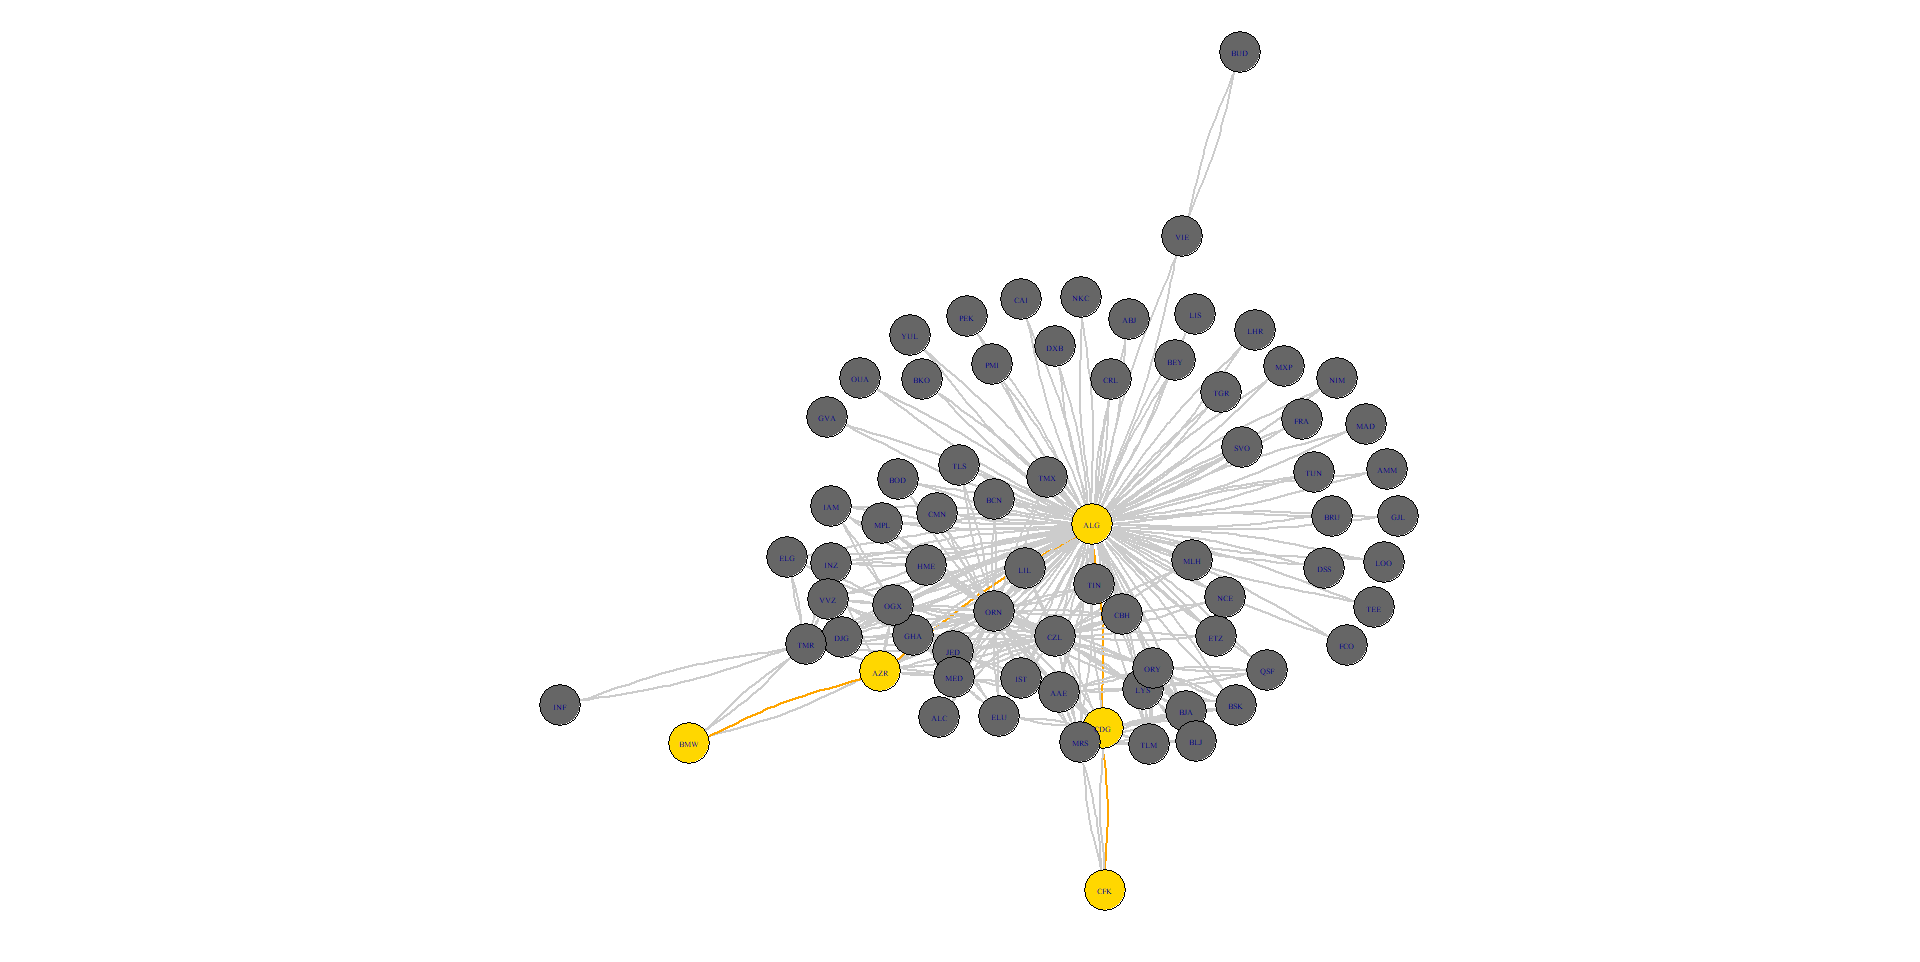 BUD
VIE
CAI
NKC
PEK
ABJ
LIS
LHR
YUL
DXB
PMI
BEY
MXP
OUA
BKO
CRL
TGR
NIM
GVA
FRA
MAD
SVO
TLS
BOD
TMX
TUN
AMM
BCN
IAM
MPL
CMN
ALG
BRU
GJL
ELG
INZ
HME
LIL
MLH
DSS
LOO
TIN
VVZ
OGX
ORN
CBH
NCE
TEE
TMR
DJG
GHA
CZL
ETZ
FCO
JED
AZR
MED
IST
AAE
ORY
LYS
QSF
INF
ALC
ELU
BJA
BSK
BMW
MRS
CDG
TLM
BLJ
CFK